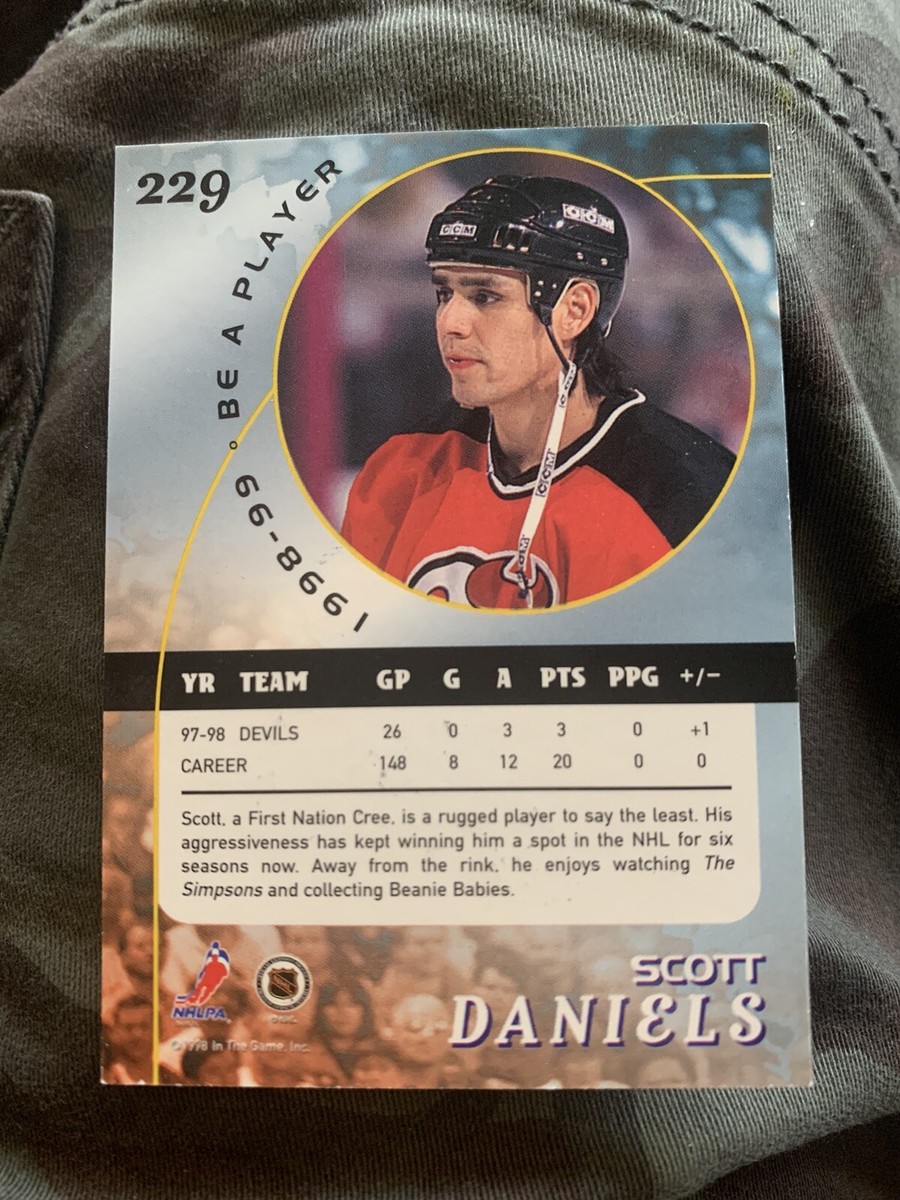 229
1998-99 ° BE A PLAYER
CCM
CCM
CCM
CCM
YR TEAM GP G A PTS PPG +/-
97-98 DEVILS 26 0 3 3 0 +1
CAREER 148 8 12 20 0 0
Scott, a First Nation Cree, is a rugged player to say the least. His
aggressiveness has kept winning him a spot in the NHL for six
seasons now. Away from the rink, he enjoys watching The
Simpsons and collecting Beanie Babies.
SCOTT
DANIELS
NHLPA
NHL
© 1998 In The Game, Inc.